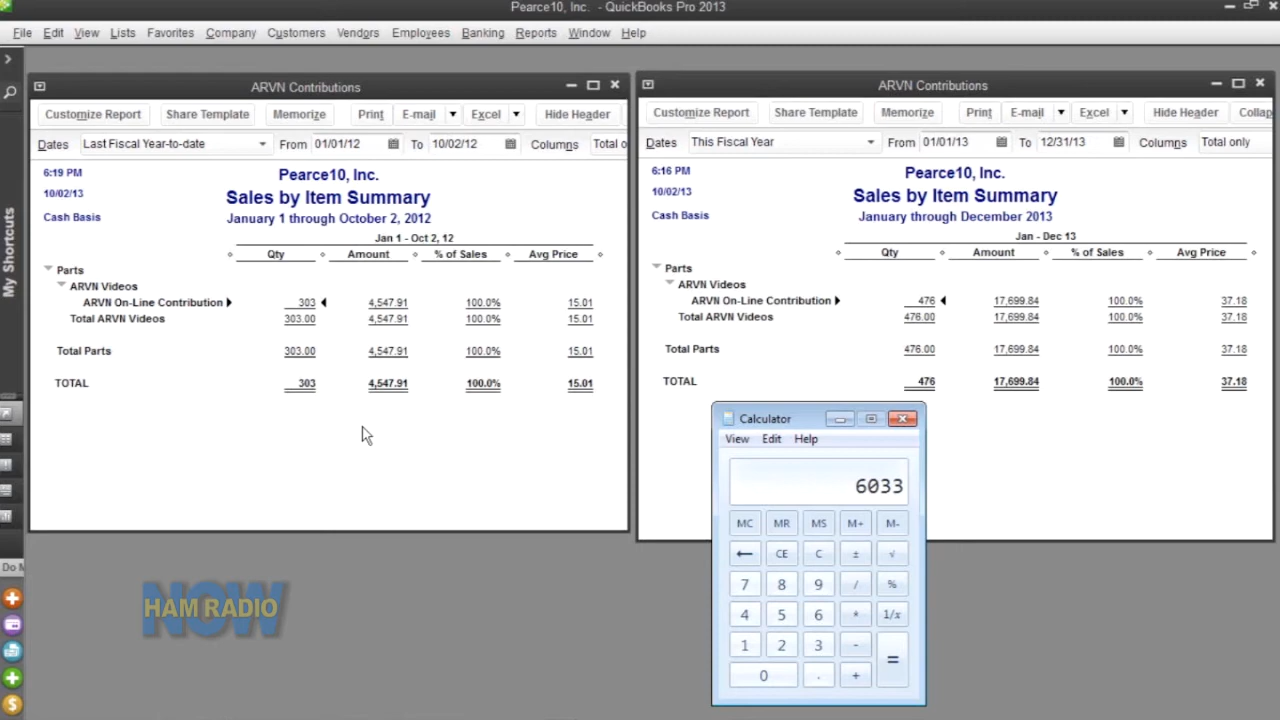 Pearce10, Inc. - QuickBooks Pro 2013
File Edit View Lists Favorites Company Customers Vendors Employees Banking Reports Window Help
My Shortcuts
Do M
ARVN Contributions
Customize Report Share Template Memorize Print E-mail Excel Hide Header
Dates Last Fiscal Year-to-date From 01/01/12 To 10/02/12 Columns Total o
6:19 PM
10/02/13
Cash Basis
Pearce10, Inc.
Sales by Item Summary
January 1 through October 2, 2012
Jan 1 - Oct 2, 12
Qty Amount % of Sales Avg Price
Parts
ARVN Videos
ARVN On-Line Contribution 303 4,547.91 100.0% 15.01
Total ARVN Videos 303.00 4,547.91 100.0% 15.01
Total Parts 303.00 4,547.91 100.0% 15.01
TOTAL 303 4,547.91 100.0% 15.01
ARVN Contributions
Customize Report Share Template Memorize Print E-mail Excel Hide Header Collap
Dates This Fiscal Year From 01/01/13 To 12/31/13 Columns Total only
6:16 PM
10/02/13
Cash Basis
Pearce10, Inc.
Sales by Item Summary
January through December 2013
Jan - Dec 13
Qty Amount % of Sales Avg Price
Parts
ARVN Videos
ARVN On-Line Contribution 476 17,699.84 100.0% 37.18
Total ARVN Videos 476.00 17,699.84 100.0% 37.18
Total Parts 476.00 17,699.84 100.0% 37.18
TOTAL 476 17,699.84 100.0% 37.18
Calculator
View Edit Help
6033
MC MR MS M+ M-
← CE C ± √
7 8 9 / %
4 5 6 * 1/x
1 2 3 - =
0 . +
HAM RADIO
NOW